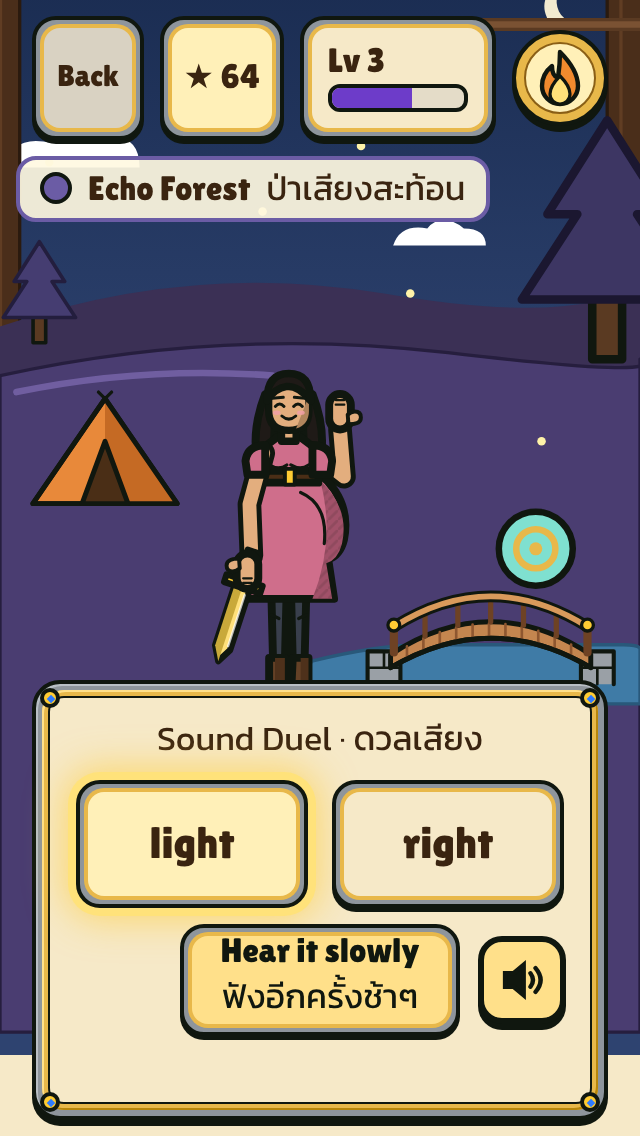 Back
★ 64
Lv 3
Echo Forest ป่าเสียงสะท้อน
Sound Duel · ดวลเสียง
light
right
Hear it slowly
ฟังอีกครั้งช้าๆ